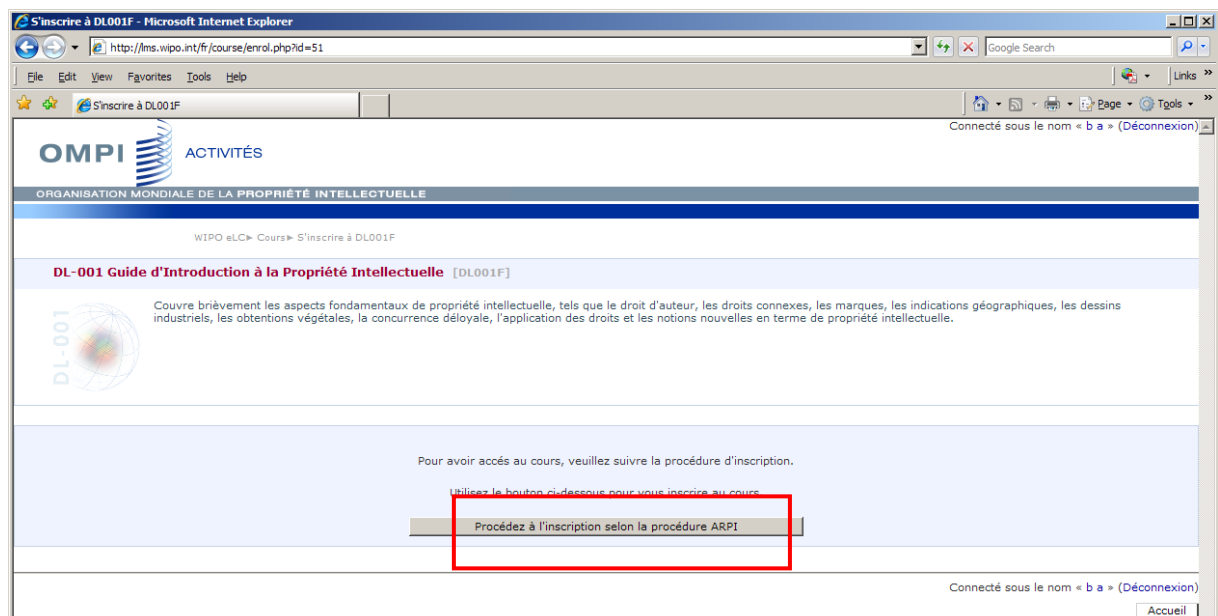 S'inscrire à DL001F - Microsoft Internet Explorer
http://lms.wipo.int/fr/course/enrol.php?id=51
Google Search
File Edit View Favorites Tools Help
Links »
S'inscrire à DL001F
Page Tools »
Connecté sous le nom « b a » (Déconnexion)
OMPI ACTIVITÉS
ORGANISATION MONDIALE DE LA PROPRIÉTÉ INTELLECTUELLE
WIPO eLC► Cours► S'inscrire à DL001F
DL-001 Guide d'Introduction à la Propriété Intellectuelle [DL001F]
Couvre brièvement les aspects fondamentaux de propriété intellectuelle, tels que le droit d'auteur, les droits connexes, les marques, les indications géographiques, les dessins
industriels, les obtentions végétales, la concurrence déloyale, l'application des droits et les notions nouvelles en terme de propriété intellectuelle.
DL-001
Pour avoir accés au cours, veuillez suivre la procédure d'inscription.
Utilisez le bouton ci-dessous pour vous inscrire au cours
Procédez à l'inscription selon la procédure ARPI
Connecté sous le nom « b a » (Déconnexion)
Accueil